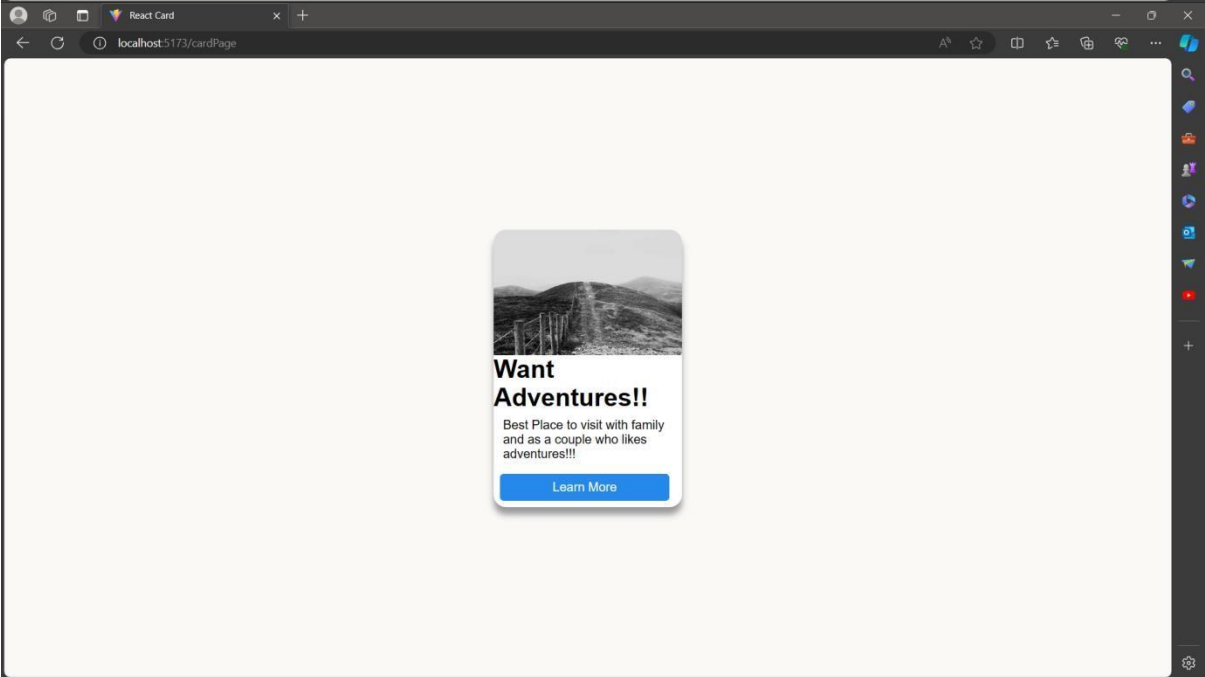 React Card
localhost:5173/cardPage
Want
Adventures!!
Best Place to visit with family
and as a couple who likes
adventures!!!
Learn More